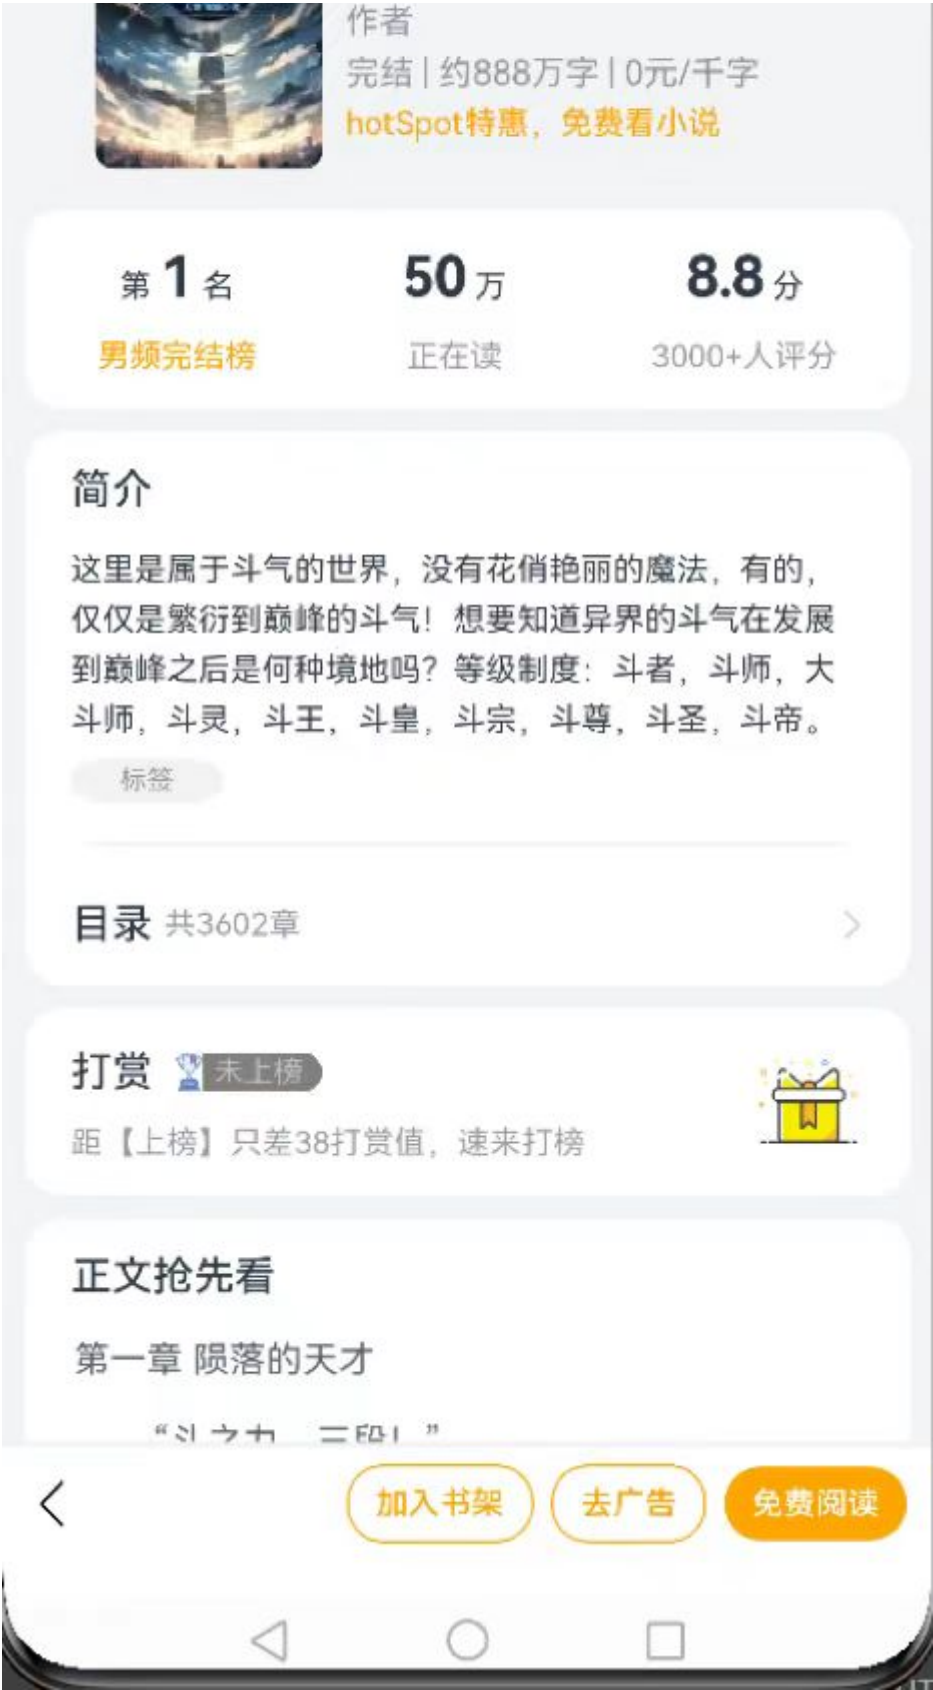 作者
完结 | 约888万字 | 0元/千字
hotSpot特惠，免费看小说
第 1 名
50 万
8.8 分
男频完结榜
正在读
3000+人评分
简介
这里是属于斗气的世界，没有花俏艳丽的魔法，有的，
仅仅是繁衍到巅峰的斗气！想要知道异界的斗气在发展
到巅峰之后是何种境地吗？等级制度：斗者，斗师，大
斗师，斗灵，斗王，斗皇，斗宗，斗尊，斗圣，斗帝。
标签
目录 共3602章
打赏 未上榜
距【上榜】只差38打赏值，速来打榜
正文抢先看
第一章 陨落的天才
“斗之力，三段！”
加入书架
去广告
免费阅读